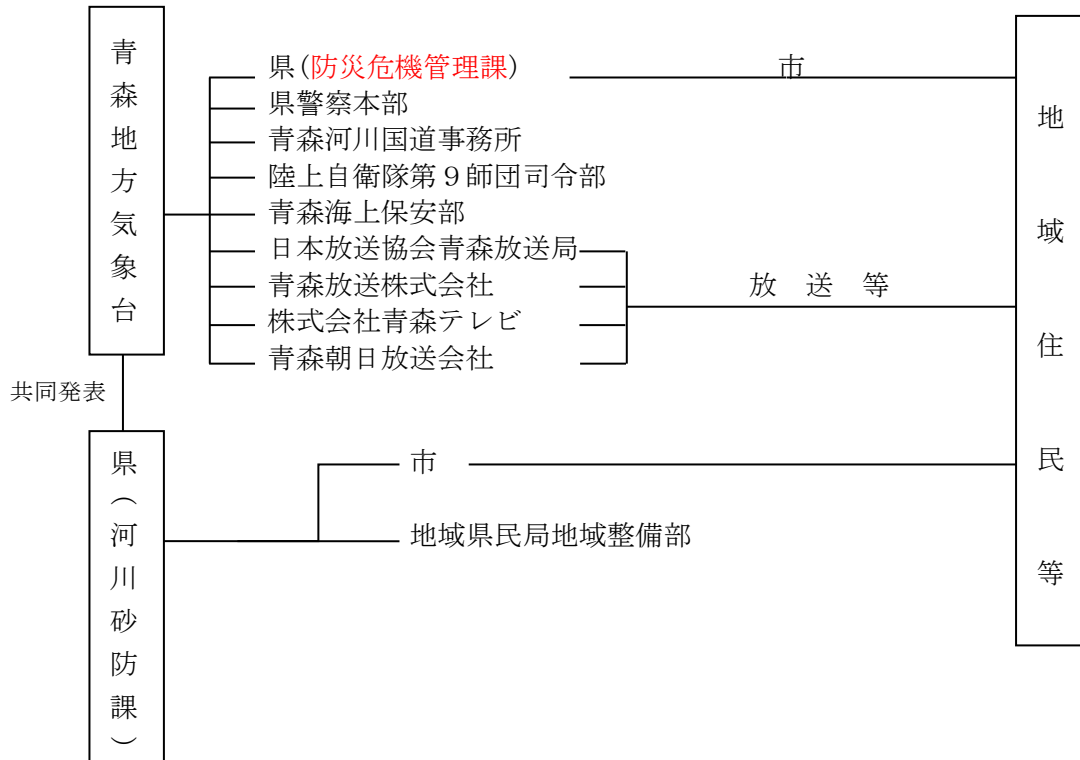 青森地方気象台
県(防災危機管理課)
市
県警察本部
青森河川国道事務所
陸上自衛隊第９師団司令部
青森海上保安部
日本放送協会青森放送局
青森放送株式会社
放 送 等
株式会社青森テレビ
青森朝日放送会社
地域住民等
共同発表
県（河川砂防課）
市
地域県民局地域整備部